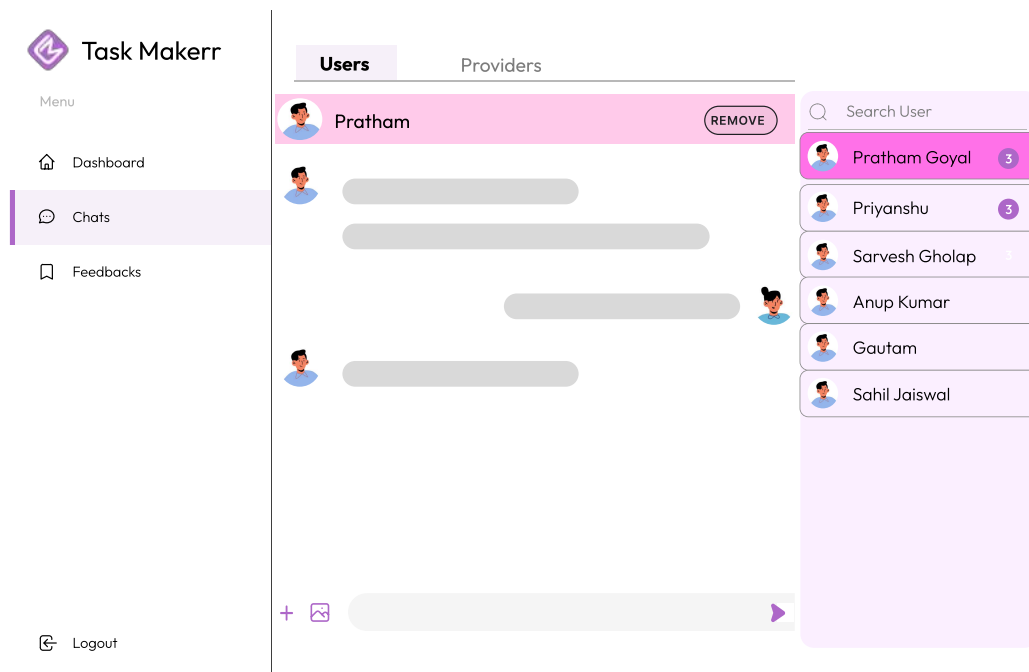 Task Makerr
Menu
Dashboard
Chats
Feedbacks
Logout
Users
Providers
Pratham
REMOVE
Search User
Pratham Goyal
3
Priyanshu
3
Sarvesh Gholap
3
Anup Kumar
Gautam
Sahil Jaiswal